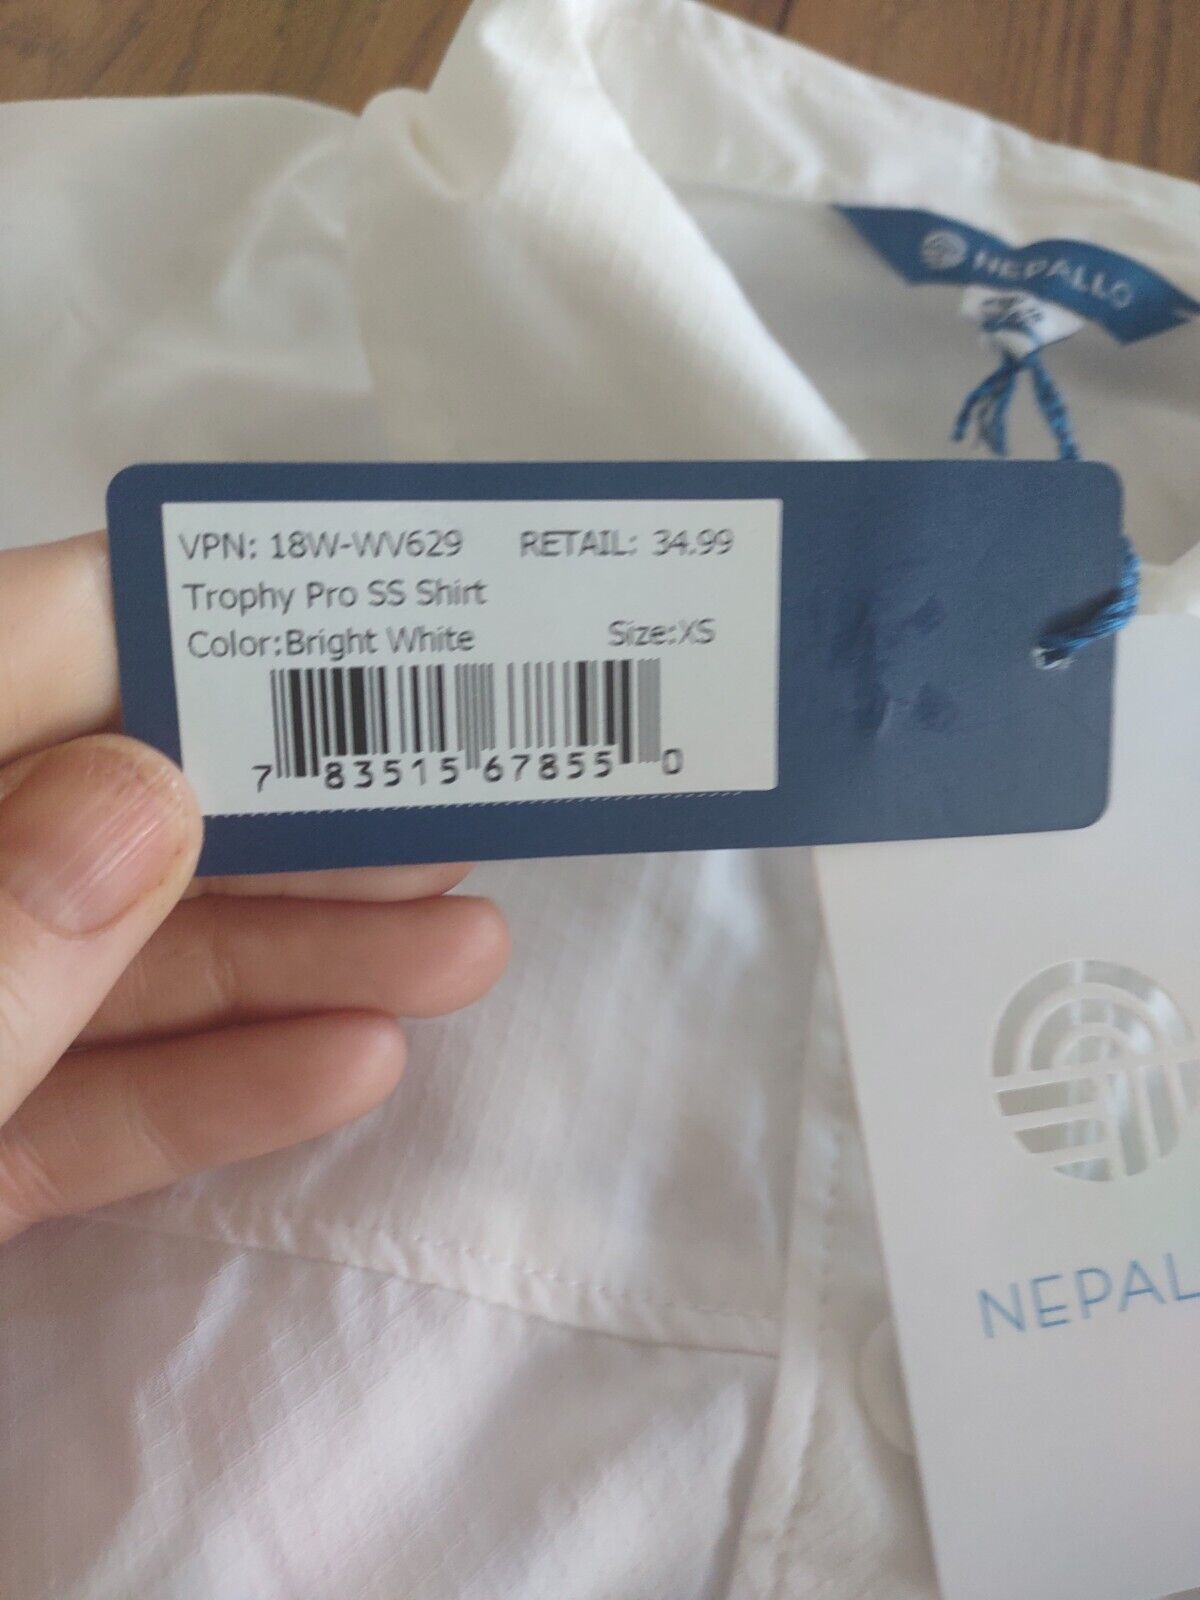 NEPALLO
VPN: 18W-WV629 RETAIL: 34.99
Trophy Pro SS Shirt
Color:Bright White Size:XS
7 83515 67855 0
NEPAL